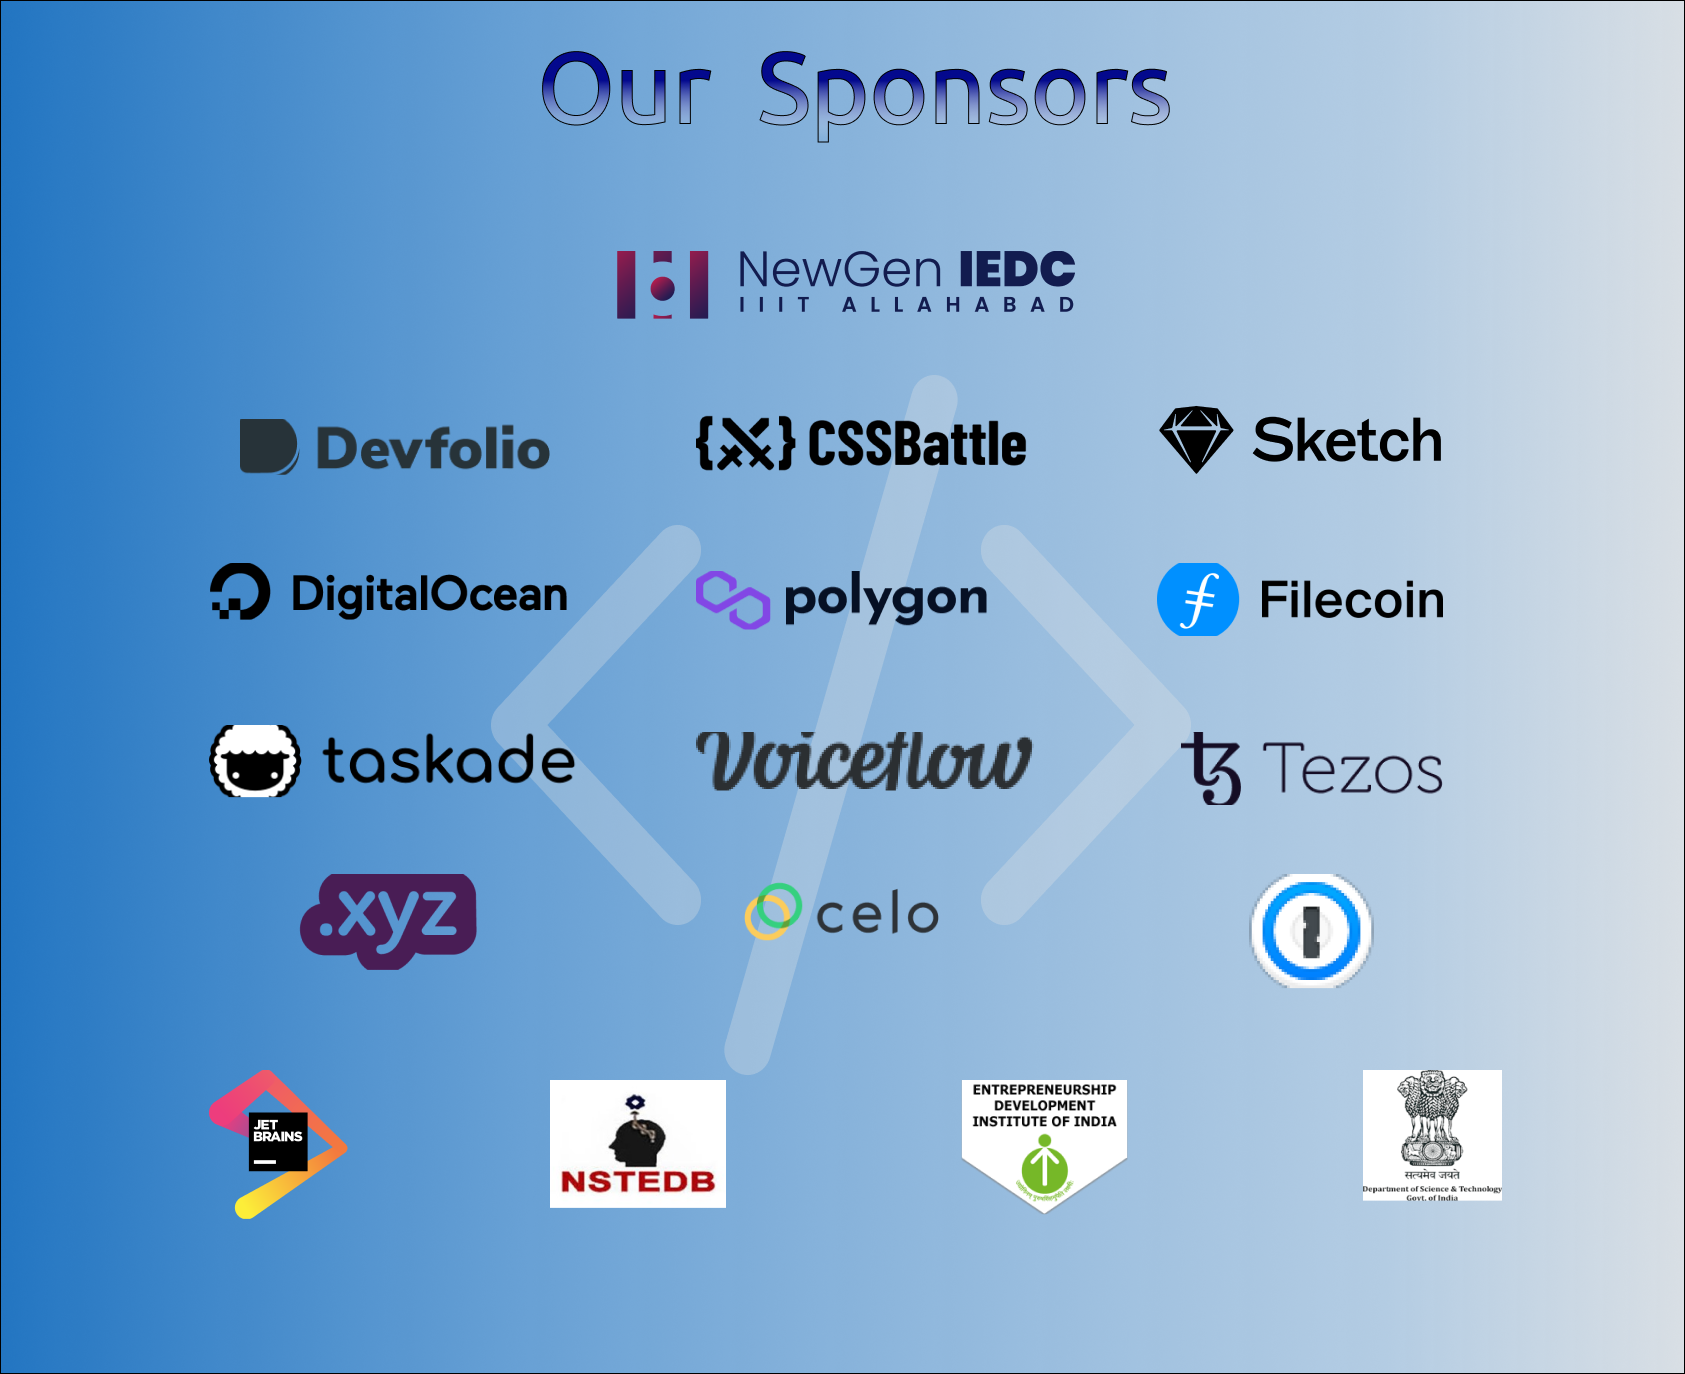 Our Sponsors
NewGen IEDC
IIIT ALLAHABAD
Devfolio
CSSBattle
Sketch
DigitalOcean
polygon
Filecoin
taskade
Voiceflow
Tezos
.xyz
celo
JET
BRAINS
NSTEDB
ENTREPRENEURSHIP
DEVELOPMENT
INSTITUTE OF INDIA
सत्यमेव जयते
Department of Science & Technology
Govt. of India